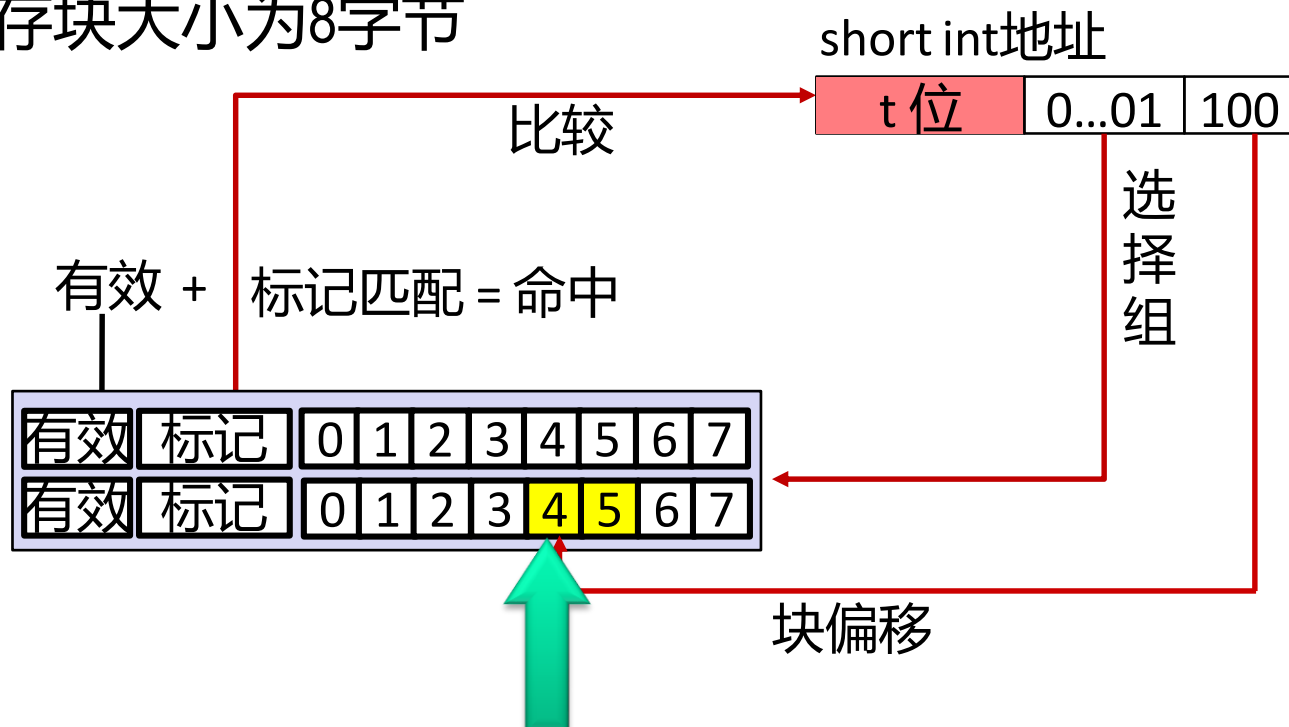 存块大小为8字节
short int地址
t 位 0...01 100
比较
选择组
有效 + 标记匹配 = 命中
有效 标记 0 1 2 3 4 5 6 7
有效 标记 0 1 2 3 4 5 6 7
块偏移